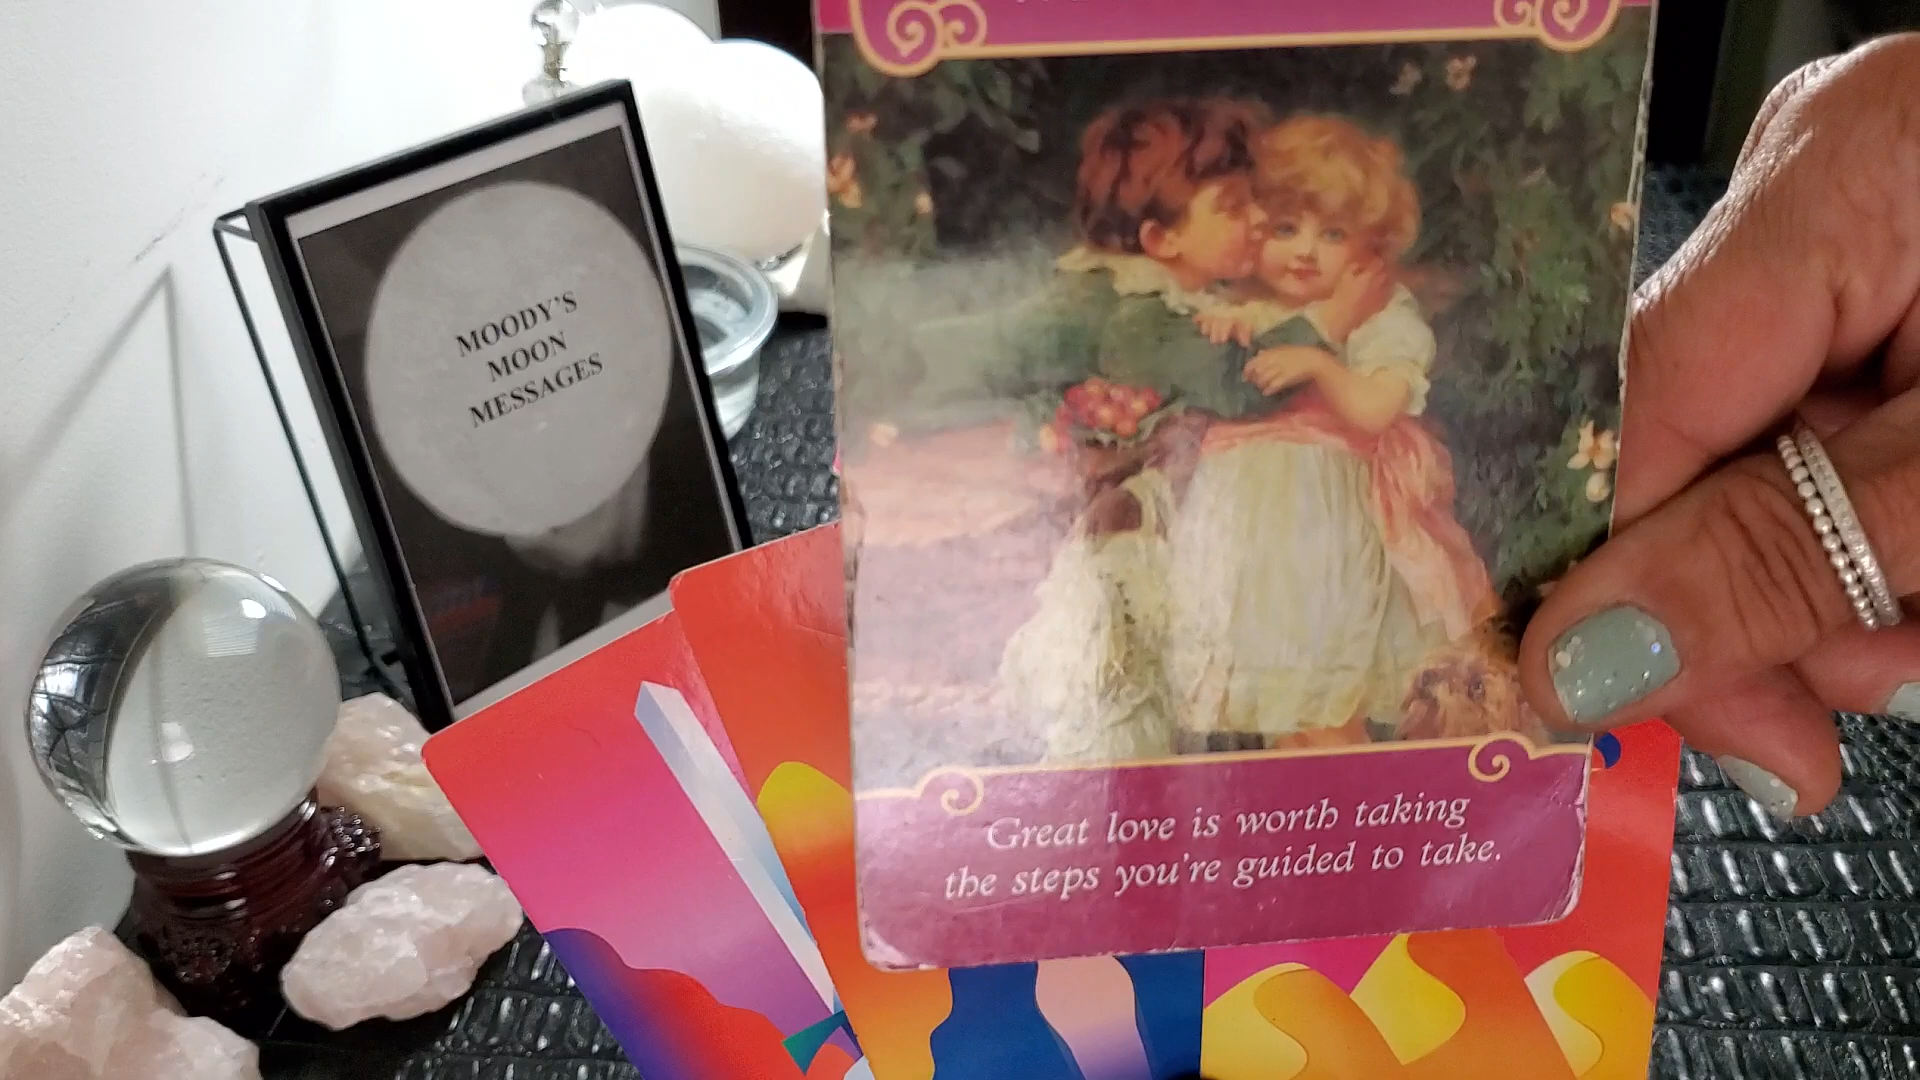 MOODY'S
MOON
MESSAGES
Great love is worth taking
the steps you're guided to take.